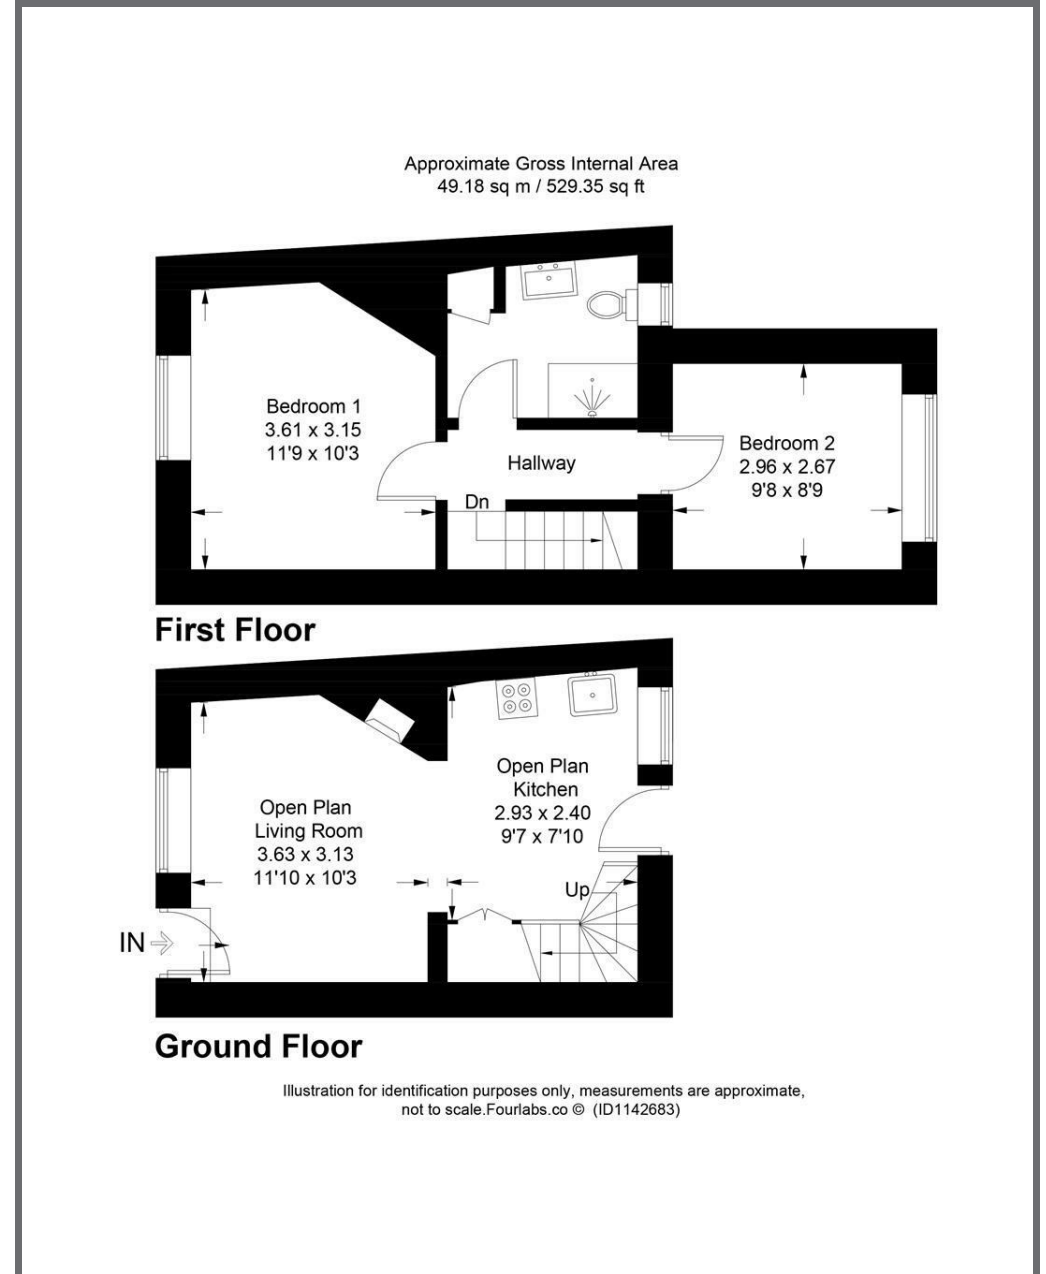 Approximate Gross Internal Area
49.18 sq m / 529.35 sq ft
Bedroom 1
3.61 x 3.15
11'9 x 10'3
Hallway
Dn
Bedroom 2
2.96 x 2.67
9'8 x 8'9
First Floor
Open Plan
Kitchen
2.93 x 2.40
9'7 x 7'10
Open Plan
Living Room
3.63 x 3.13
11'10 x 10'3
Up
IN
Ground Floor
Illustration for identification purposes only, measurements are approximate,
not to scale.Fourlabs.co © (ID1142683)